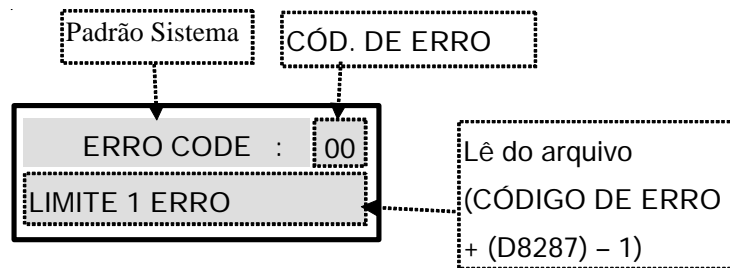 Padrão Sistema
CÓD. DE ERRO
ERRO CODE : 00
LIMITE 1 ERRO
Lê do arquivo
(CÓDIGO DE ERRO
+ (D8287) – 1)